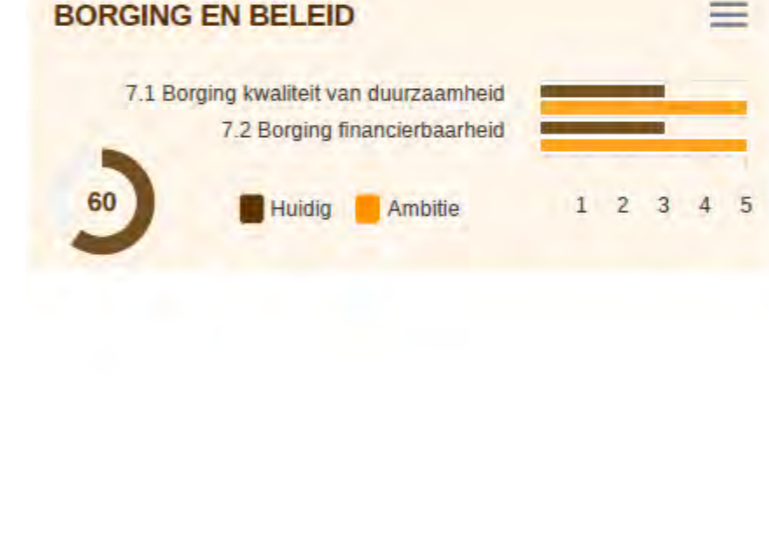 BORGING EN BELEID
7.1 Borging kwaliteit van duurzaamheid
7.2 Borging financierbaarheid
60
Huidig
Ambitie
1 2 3 4 5